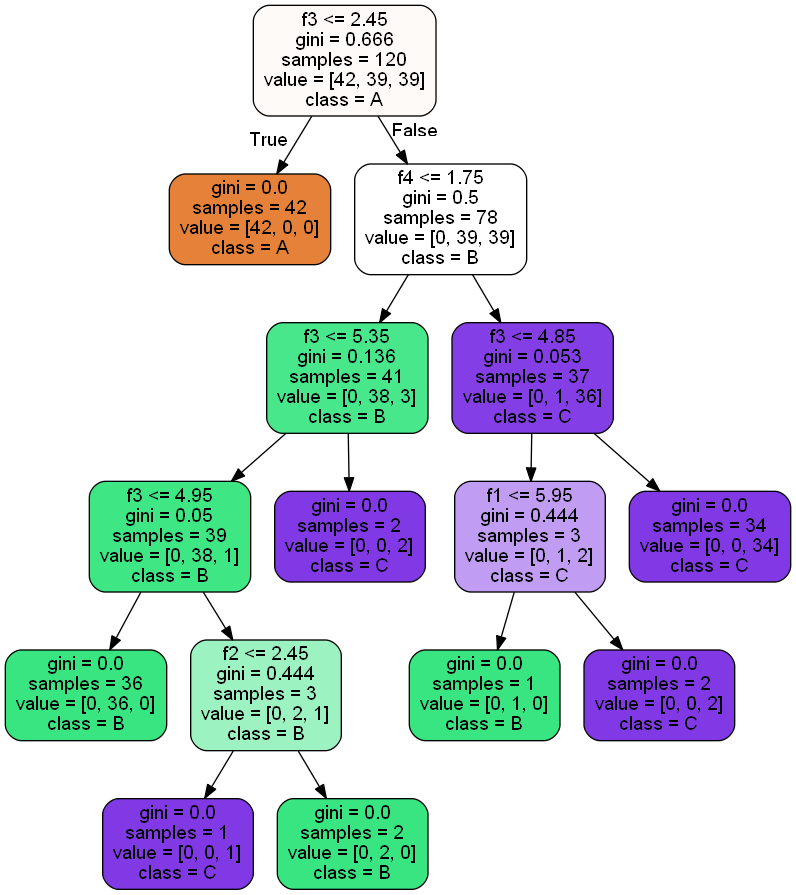 f3 <= 2.45
gini = 0.666
samples = 120
value = [42, 39, 39]
class = A
True
False
gini = 0.0
samples = 42
value = [42, 0, 0]
class = A
f4 <= 1.75
gini = 0.5
samples = 78
value = [0, 39, 39]
class = B
f3 <= 5.35
gini = 0.136
samples = 41
value = [0, 38, 3]
class = B
f3 <= 4.85
gini = 0.053
samples = 37
value = [0, 1, 36]
class = C
f3 <= 4.95
gini = 0.05
samples = 39
value = [0, 38, 1]
class = B
gini = 0.0
samples = 2
value = [0, 0, 2]
class = C
f1 <= 5.95
gini = 0.444
samples = 3
value = [0, 1, 2]
class = C
gini = 0.0
samples = 34
value = [0, 0, 34]
class = C
gini = 0.0
samples = 36
value = [0, 36, 0]
class = B
f2 <= 2.45
gini = 0.444
samples = 3
value = [0, 2, 1]
class = B
gini = 0.0
samples = 1
value = [0, 1, 0]
class = B
gini = 0.0
samples = 2
value = [0, 0, 2]
class = C
gini = 0.0
samples = 1
value = [0, 0, 1]
class = C
gini = 0.0
samples = 2
value = [0, 2, 0]
class = B